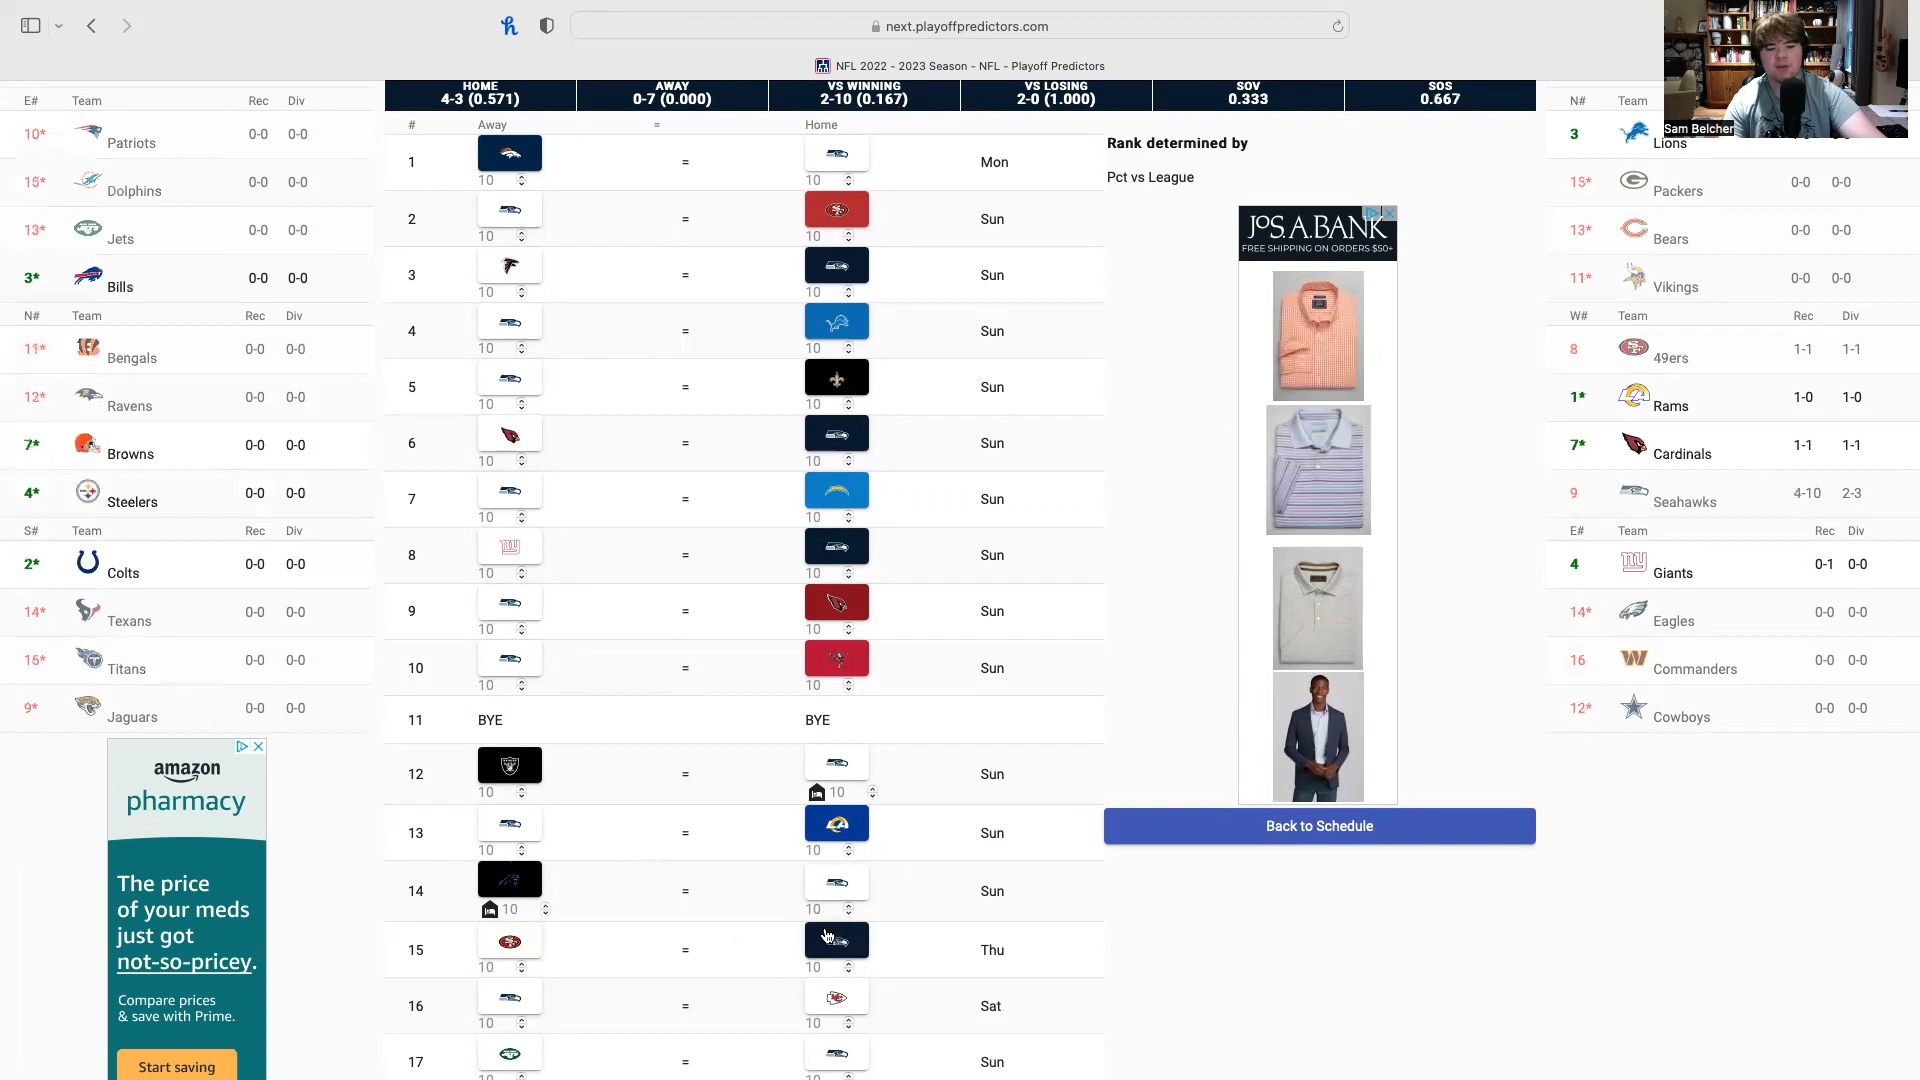 next.playoffpredictors.com
NFL 2022 - 2023 Season - NFL - Playoff Predictors
Sam Belcher
HOME
4-3 (0.571)
AWAY
0-7 (0.000)
VS WINNING
2-10 (0.167)
VS LOSING
2-0 (1.000)
SOV
0.333
SOS
0.667
E# Team Rec Div
10* Patriots 0-0 0-0
15* Dolphins 0-0 0-0
13* Jets 0-0 0-0
3* Bills 0-0 0-0
N# Team Rec Div
11* Bengals 0-0 0-0
12* Ravens 0-0 0-0
7* Browns 0-0 0-0
4* Steelers 0-0 0-0
S# Team Rec Div
2* Colts 0-0 0-0
14* Texans 0-0 0-0
16* Titans 0-0 0-0
9* Jaguars 0-0 0-0
amazon
pharmacy
The price
of your meds
just got
not-so-pricey.
Compare prices
& save with Prime.
Start saving
# Away = Home
1 = Mon
10 10
2 = Sun
10 10
3 = Sun
10 10
4 = Sun
10 10
5 = Sun
10 10
6 = Sun
10 10
7 = Sun
10 10
8 = Sun
10 10
9 = Sun
10 10
10 = Sun
10 10
11 BYE BYE
12 = Sun
10 10
13 = Sun
10 10
14 = Sun
10 10
15 = Thu
10 10
16 = Sat
10 10
17 = Sun
Rank determined by
Pct vs League
JOS. A. BANK
FREE SHIPPING ON ORDERS $50+
Back to Schedule
N# Team
3 Lions
15* Packers 0-0 0-0
13* Bears 0-0 0-0
11* Vikings 0-0 0-0
W# Team Rec Div
8 49ers 1-1 1-1
1* Rams 1-0 1-0
7* Cardinals 1-1 1-1
9 Seahawks 4-10 2-3
E# Team Rec Div
4 Giants 0-1 0-0
14* Eagles 0-0 0-0
16 Commanders 0-0 0-0
12* Cowboys 0-0 0-0